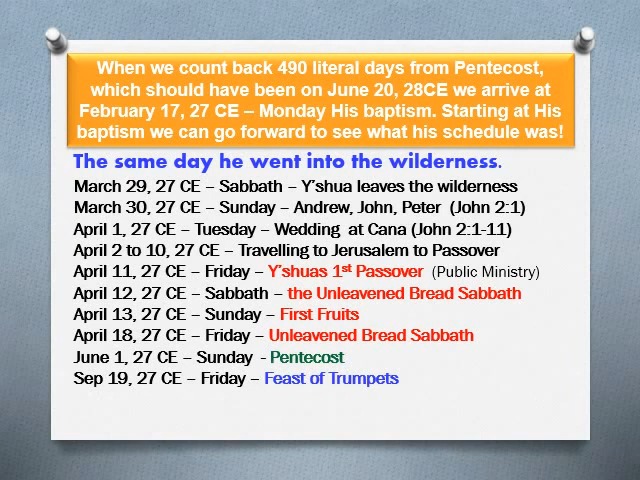 When we count back 490 literal days from Pentecost,
which should have been on June 20, 28CE we arrive at
February 17, 27 CE – Monday His baptism. Starting at His
baptism we can go forward to see what his schedule was!
The same day he went into the wilderness.
March 29, 27 CE – Sabbath – Y'shua leaves the wilderness
March 30, 27 CE – Sunday – Andrew, John, Peter (John 2:1)
April 1, 27 CE – Tuesday – Wedding at Cana (John 2:1-11)
April 2 to 10, 27 CE – Travelling to Jerusalem to Passover
April 11, 27 CE – Friday – Y'shuas 1st Passover (Public Ministry)
April 12, 27 CE – Sabbath – the Unleavened Bread Sabbath
April 13, 27 CE – Sunday – First Fruits
April 18, 27 CE – Friday – Unleavened Bread Sabbath
June 1, 27 CE – Sunday - Pentecost
Sep 19, 27 CE – Friday – Feast of Trumpets